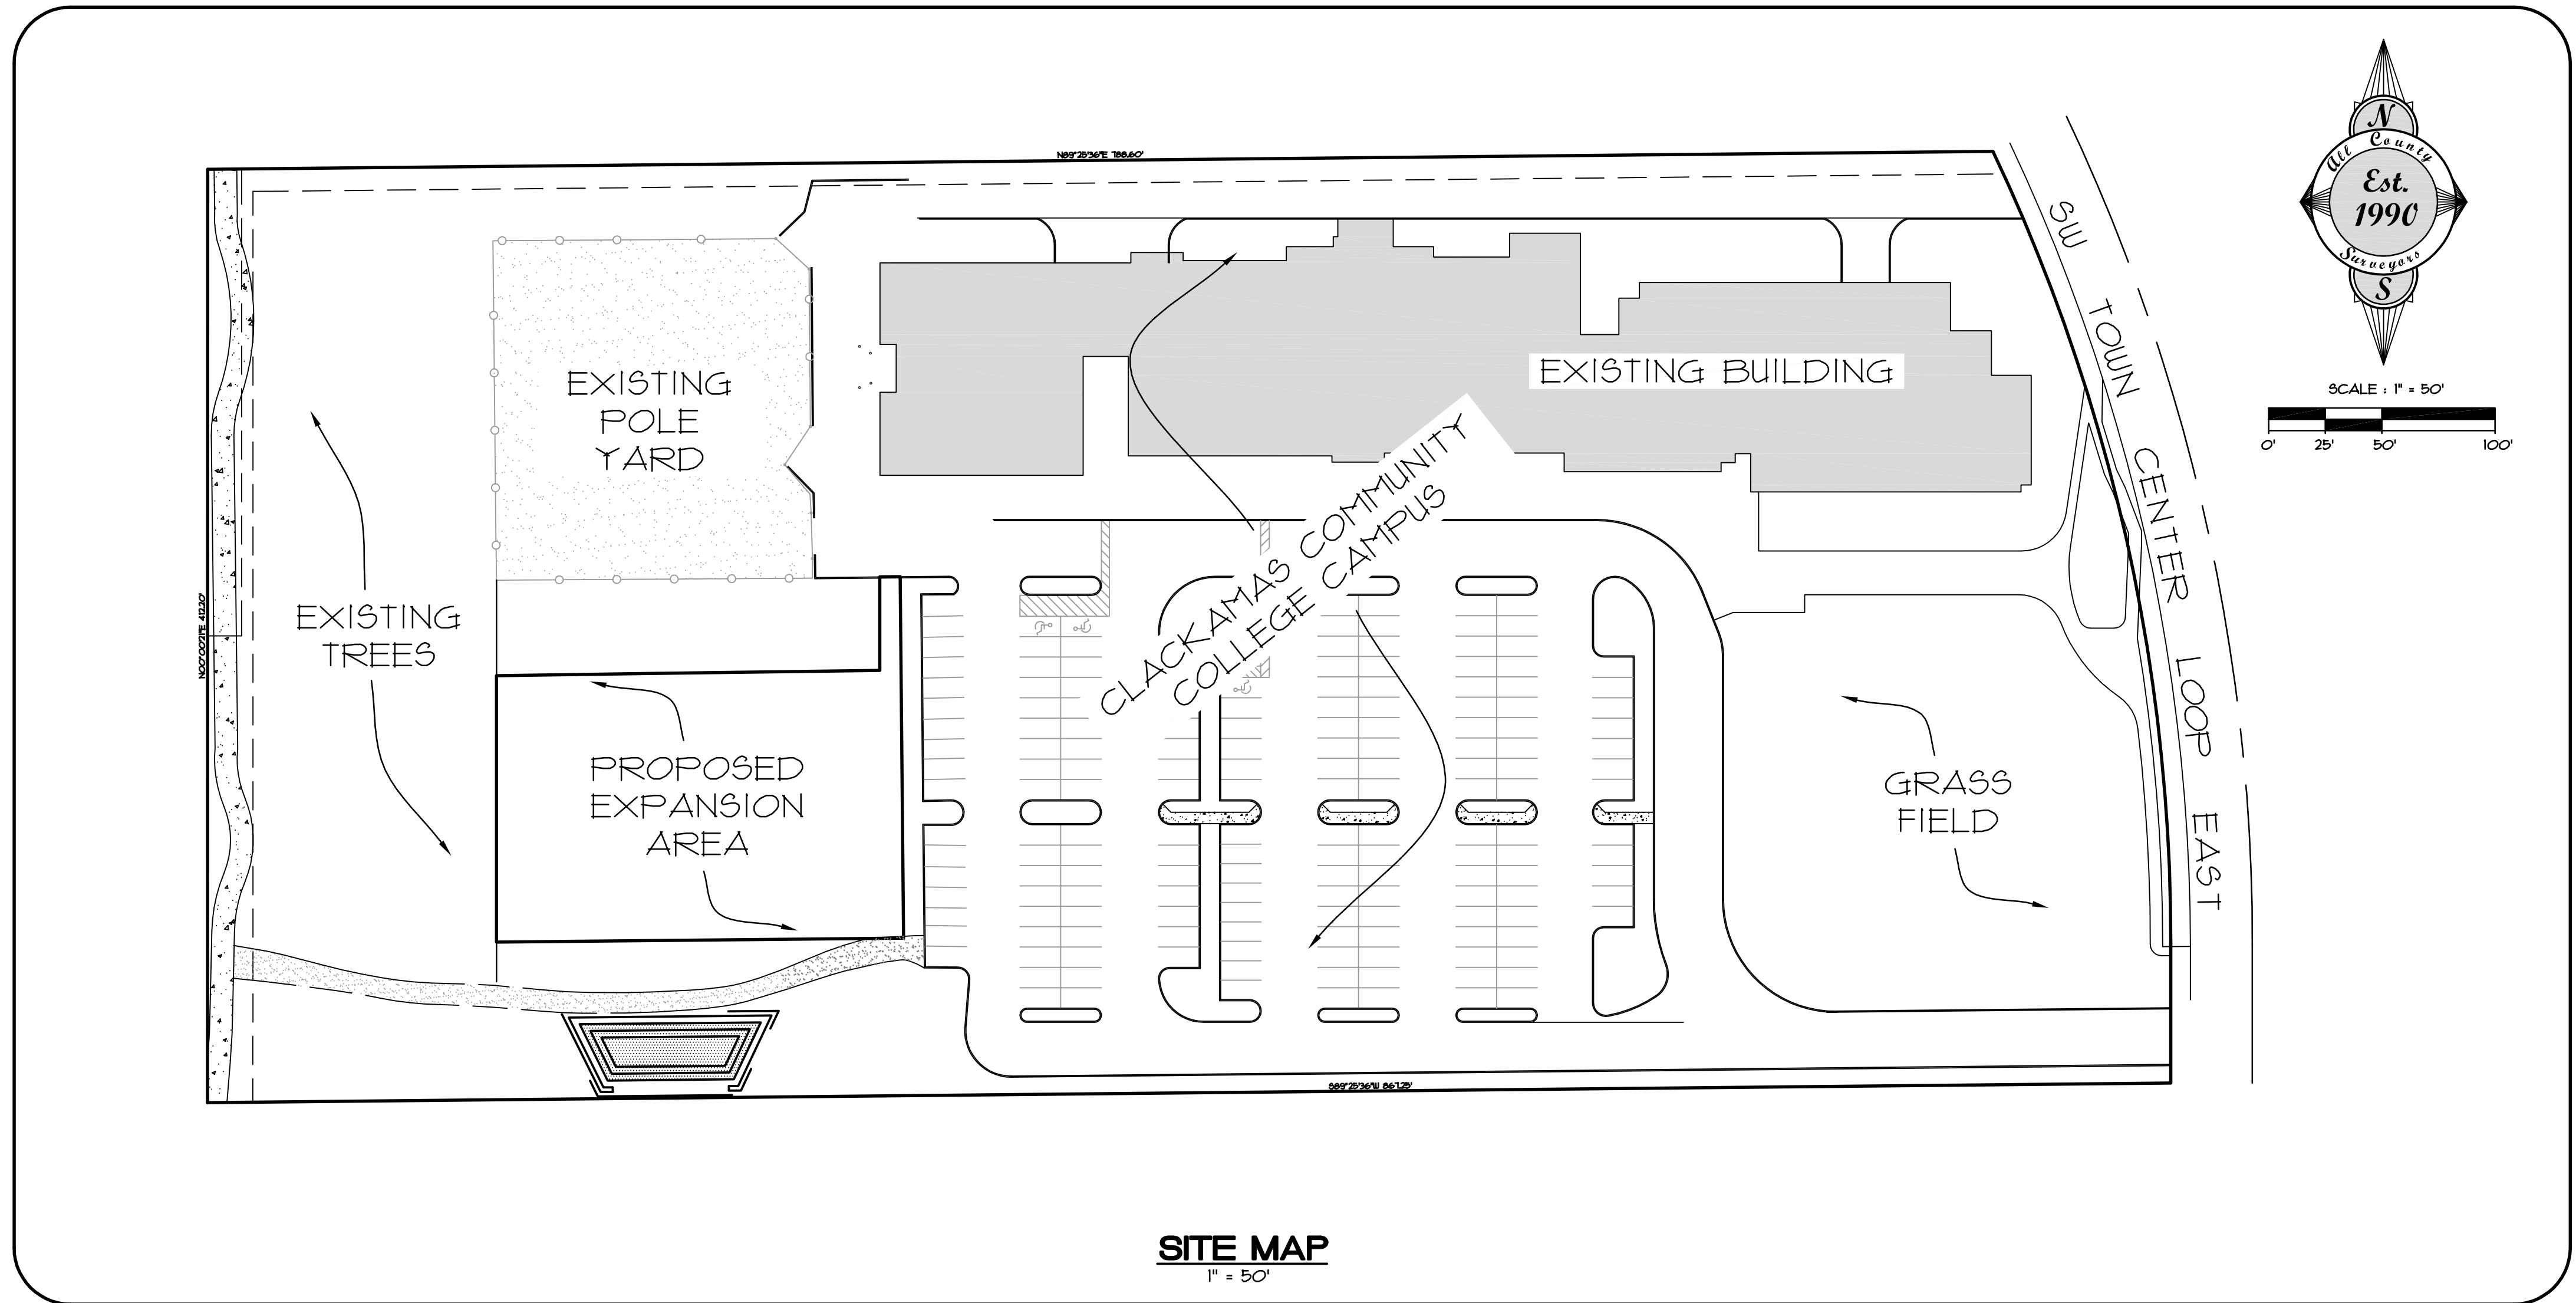 N89°25'36"E 788.60'
N
All County
Est.
1990
Surveyors
S
SCALE : 1" = 50'
0' 25' 50' 100'
SW TOWN CENTER LOOP EAST
EXISTING BUILDING
EXISTING
POLE
YARD
CLACKAMAS COMMUNITY
COLLEGE CAMPUS
EXISTING
TREES
N00°00'21"E 412.20'
PROPOSED
EXPANSION
AREA
GRASS
FIELD
S89°25'36"W 867.25'
SITE MAP
1" = 50'